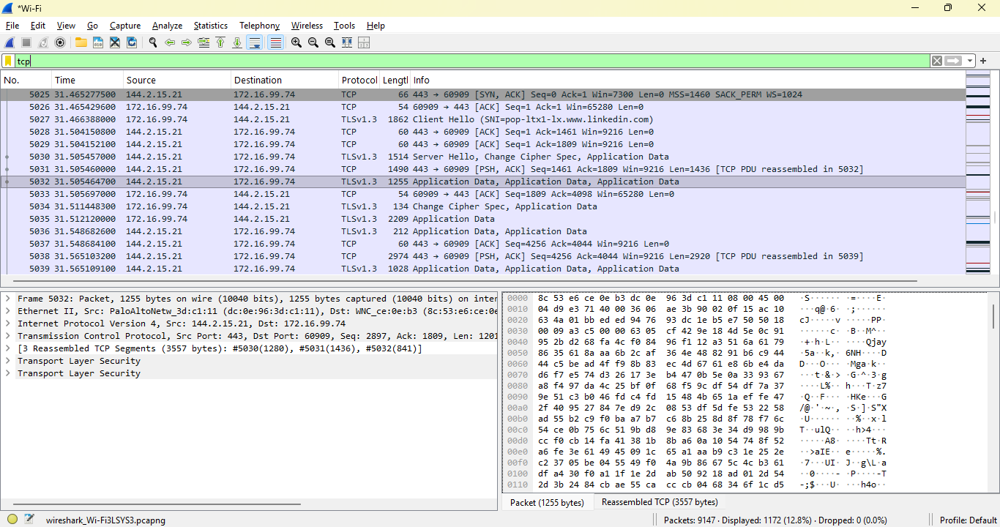 *Wi-Fi
File Edit View Go Capture Analyze Statistics Telephony Wireless Tools Help
tcp
No. Time Source Destination Protocol Lengtl Info
5025 31.465277500 144.2.15.21 172.16.99.74 TCP 66 443 → 60909 [SYN, ACK] Seq=0 Ack=1 Win=7300 Len=0 MSS=1460 SACK_PERM WS=1024
5026 31.465429600 172.16.99.74 144.2.15.21 TCP 54 60909 → 443 [ACK] Seq=1 Ack=1 Win=65280 Len=0
5027 31.466388000 172.16.99.74 144.2.15.21 TLSv1.3 1862 Client Hello (SNI=pop-ltx1-lx.www.linkedin.com)
5028 31.504150800 144.2.15.21 172.16.99.74 TCP 60 443 → 60909 [ACK] Seq=1 Ack=1461 Win=9216 Len=0
5029 31.504152100 144.2.15.21 172.16.99.74 TCP 60 443 → 60909 [ACK] Seq=1 Ack=1809 Win=9216 Len=0
5030 31.505457000 144.2.15.21 172.16.99.74 TLSv1.3 1514 Server Hello, Change Cipher Spec, Application Data
5031 31.505460000 144.2.15.21 172.16.99.74 TCP 1490 443 → 60909 [PSH, ACK] Seq=1461 Ack=1809 Win=9216 Len=1436 [TCP PDU reassembled in 5032]
5032 31.505464700 144.2.15.21 172.16.99.74 TLSv1.3 1255 Application Data, Application Data, Application Data
5033 31.505697000 172.16.99.74 144.2.15.21 TCP 54 60909 → 443 [ACK] Seq=1809 Ack=4098 Win=65280 Len=0
5034 31.511448300 172.16.99.74 144.2.15.21 TLSv1.3 134 Change Cipher Spec, Application Data
5035 31.512120000 172.16.99.74 144.2.15.21 TLSv1.3 2209 Application Data
5036 31.548682600 144.2.15.21 172.16.99.74 TLSv1.3 212 Application Data, Application Data
5037 31.548684100 144.2.15.21 172.16.99.74 TCP 60 443 → 60909 [ACK] Seq=4256 Ack=4044 Win=9216 Len=0
5038 31.565103200 144.2.15.21 172.16.99.74 TCP 2974 443 → 60909 [PSH, ACK] Seq=4256 Ack=4044 Win=9216 Len=2920 [TCP PDU reassembled in 5039]
5039 31.565109100 144.2.15.21 172.16.99.74 TLSv1.3 1028 Application Data, Application Data, Application Data
Frame 5032: Packet, 1255 bytes on wire (10040 bits), 1255 bytes captured (10040 bits) on inter
Ethernet II, Src: PaloAltoNetw_3d:c1:11 (dc:0e:96:3d:c1:11), Dst: WNC_ce:0e:b3 (8c:53:e6:ce:0e
Internet Protocol Version 4, Src: 144.2.15.21, Dst: 172.16.99.74
Transmission Control Protocol, Src Port: 443, Dst Port: 60909, Seq: 2897, Ack: 1809, Len: 1201
[3 Reassembled TCP Segments (3557 bytes): #5030(1280), #5031(1436), #5032(841)]
Transport Layer Security
Transport Layer Security
0000 8c 53 e6 ce 0e b3 dc 0e 96 3d c1 11 08 00 45 00 ·S······ ·=····E·
0010 04 d9 e3 71 40 00 36 06 ae 3b 90 02 0f 15 ac 10 ···q@·6· ·;······
0020 63 4a 01 bb ed ed 94 76 93 dc 1e b5 e7 50 50 18 cJ·····v ·····PP·
0030 00 09 a3 c5 00 00 63 05 cf 42 9e 18 4d 5e 0c 91 ······c· ·B··M^··
0040 95 2b d2 68 fa 4c f0 84 96 f1 12 a3 51 6a 61 79 ·+·h·L·· ····Qjay
0050 86 35 61 8a aa 6b 2c af 36 4e 48 82 91 b6 c9 44 ·5a··k,· 6NH····D
0060 44 c5 be ad 4f f9 8b 83 ec 4d 67 61 e8 6b e4 da D···O··· ·Mga·k··
0070 d6 f7 e5 74 d3 26 17 3e b4 47 0b 5e 0a 33 93 67 ···t·&·> ·G·^·3·g
0080 a8 f4 97 da 4c 25 bf 0f 68 f5 9c df 54 df 7a 37 ····L%·· h···T·z7
0090 9e 51 c3 b0 46 fd c4 fd 15 48 4b 65 1a ef fe 47 ·Q··F··· ·HKe···G
00a0 2f 40 95 27 84 7e d9 2c 08 53 df 5d fe 53 22 58 /@·'·~·, ·S·]·S"X
00b0 ad 55 b2 c9 f0 ba a7 b7 c6 8b 25 8d 8f 78 f7 6c ·U······ ··%··x·l
00c0 54 ce 0b 75 6c 51 9b d8 9e 83 68 3e 34 d9 98 9b T··ulQ·· ··h>4···
00d0 cc f0 cb 14 fa 41 38 1b 8b a6 0a 10 54 74 8f 52 ·····A8· ····Tt·R
00e0 a6 fe 3e 61 49 45 09 1c 65 a1 aa b9 c3 1e 25 2e ··>aIE·· e·····%.
00f0 c2 37 05 be 04 55 49 f0 4a 9b 86 67 5c 4c b3 61 ·7···UI· J··g\L·a
0100 df a4 30 f0 a1 1f 1e 2d ab 50 92 18 ad 01 2d 54 ··0····- ·P····-T
0110 2d 3b 24 84 cb ae 55 ca cc cb 04 68 34 6f 1c d5 -;$···U· ···h4o··
Packet (1255 bytes) Reassembled TCP (3557 bytes)
wireshark_Wi-Fi3LSYS3.pcapng Packets: 9147 · Displayed: 1172 (12.8%) · Dropped: 0 (0.0%) Profile: Default